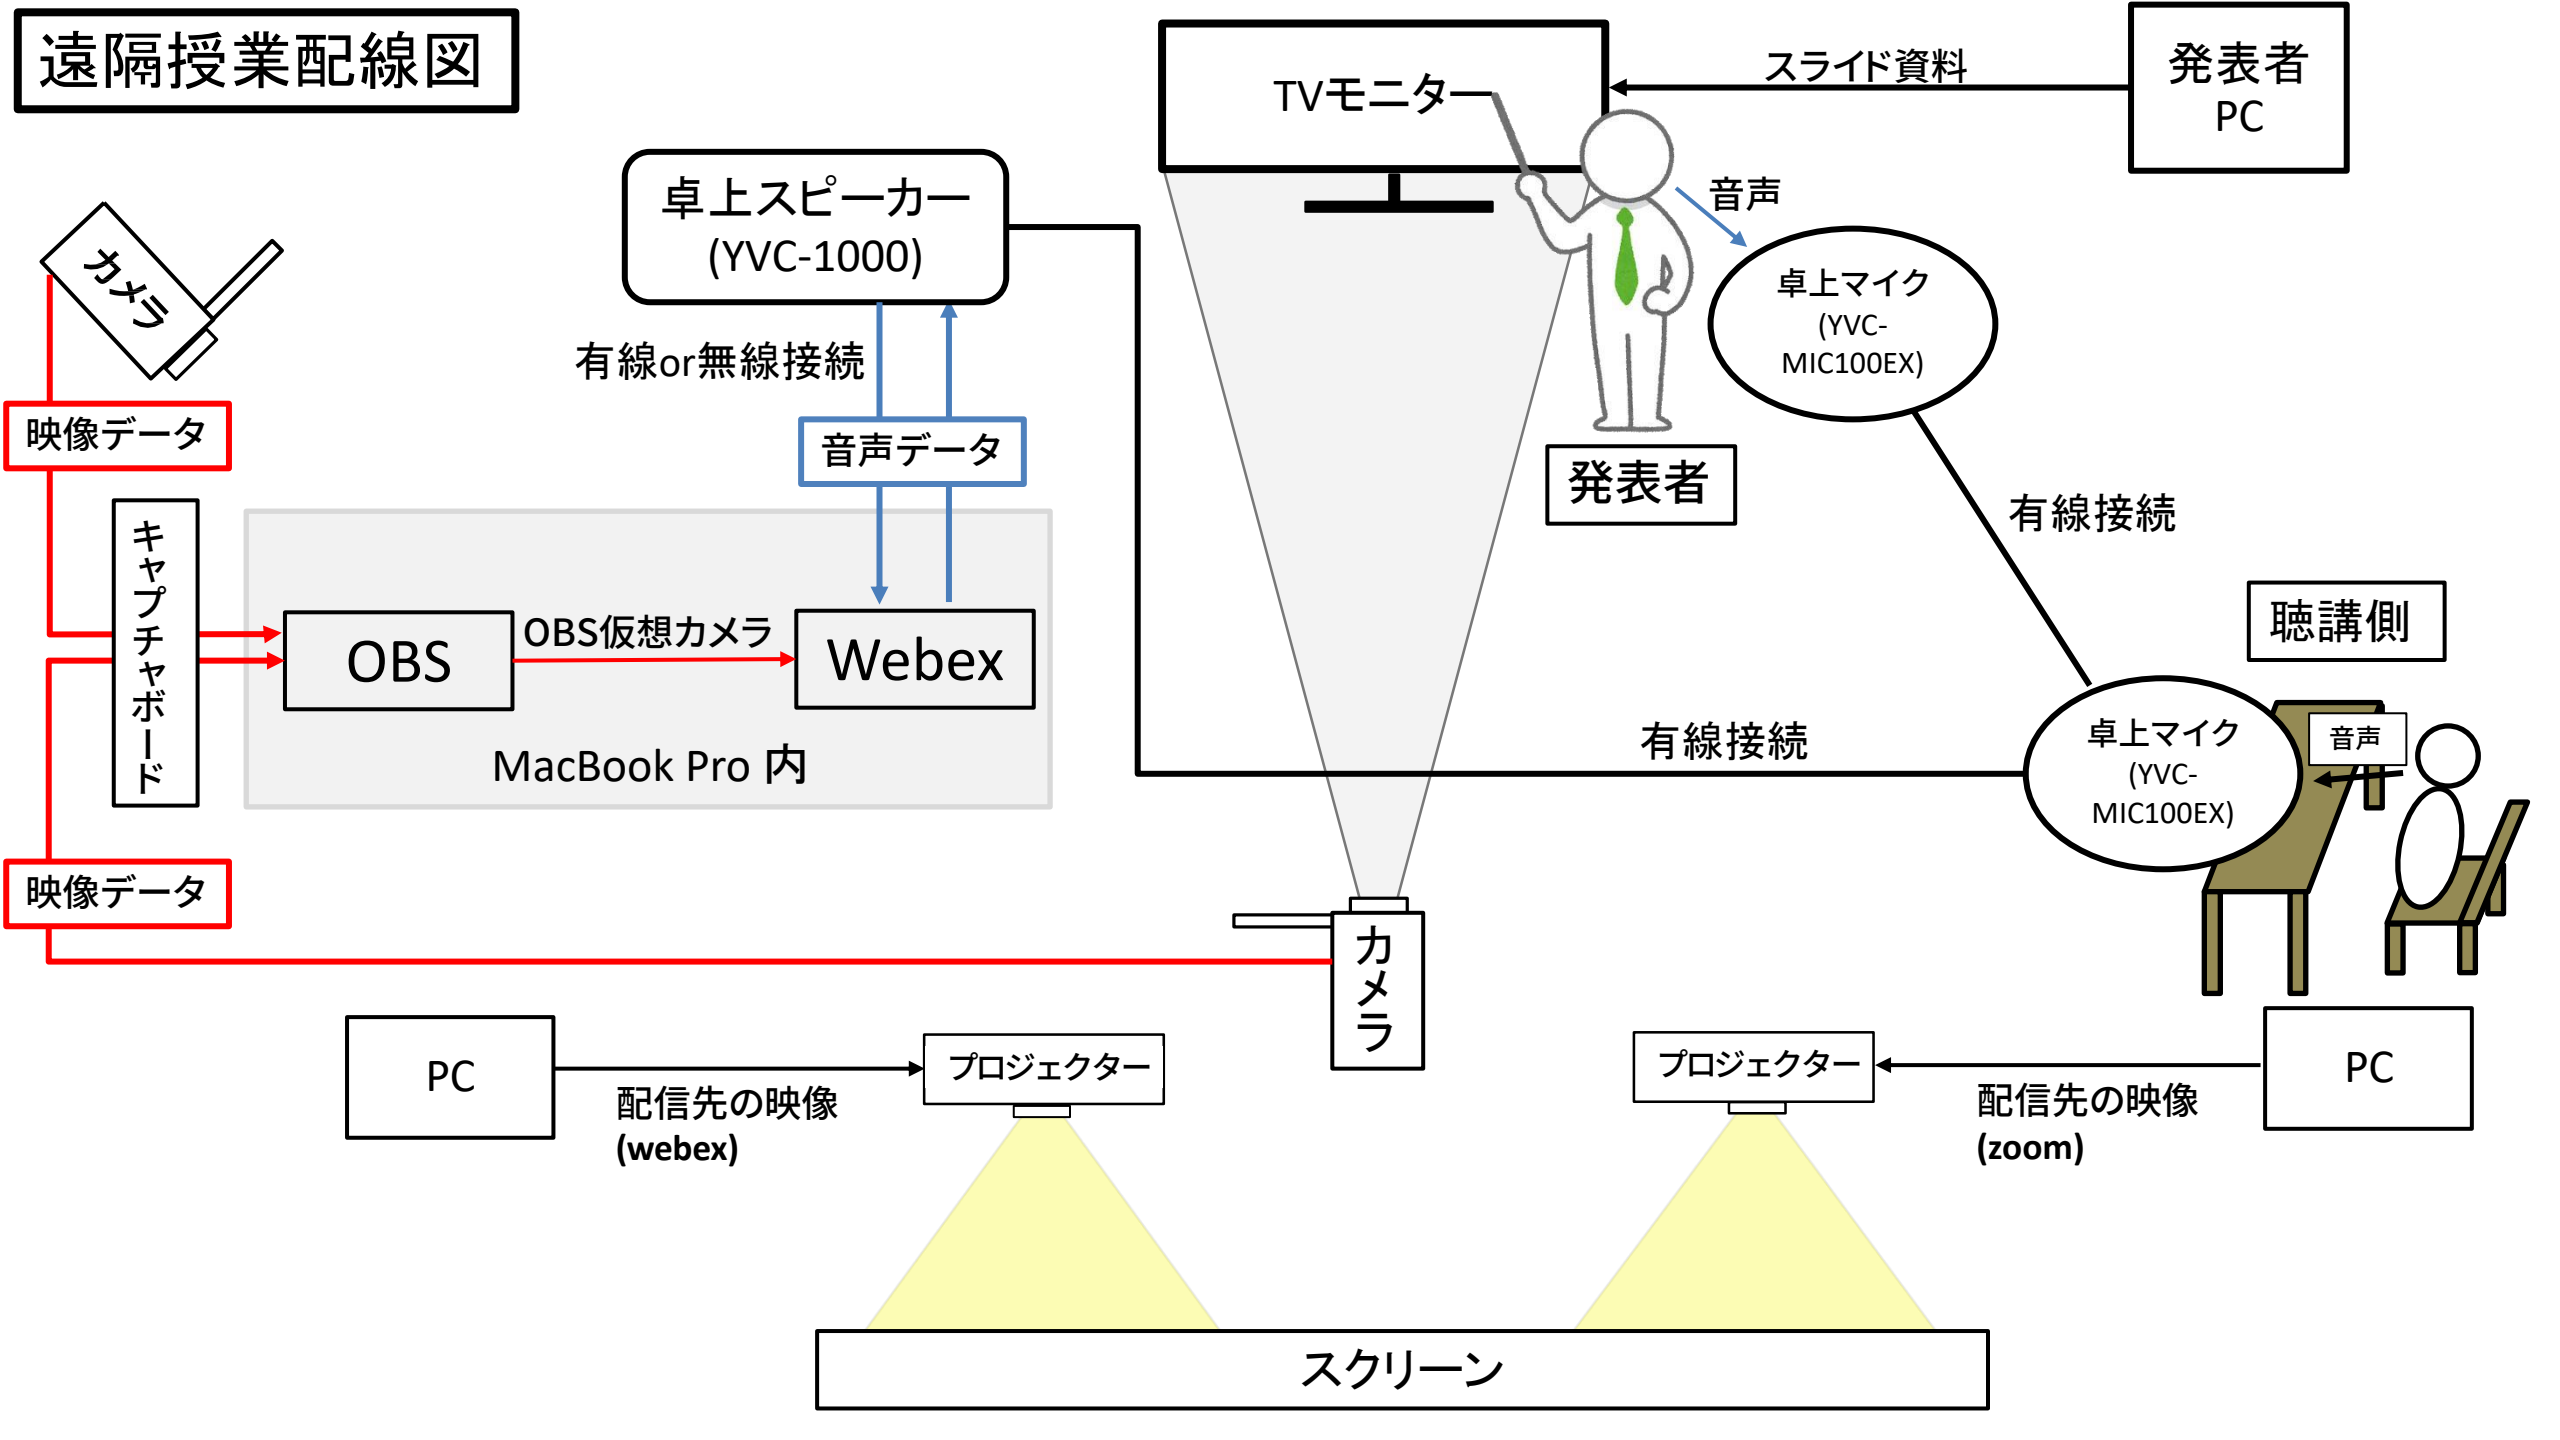 遠隔授業配線図
TVモニター
スライド資料
発表者
PC
卓上スピーカー
(YVC-1000)
音声
カメラ
卓上マイク
(YVC-
MIC100EX)
有線or無線接続
映像データ
音声データ
発表者
有線接続
キャプチャボード
OBS
OBS仮想カメラ
Webex
MacBook Pro 内
聴講側
有線接続
卓上マイク
(YVC-
MIC100EX)
音声
映像データ
カメラ
PC
配信先の映像
(webex)
プロジェクター
プロジェクター
配信先の映像
(zoom)
PC
スクリーン